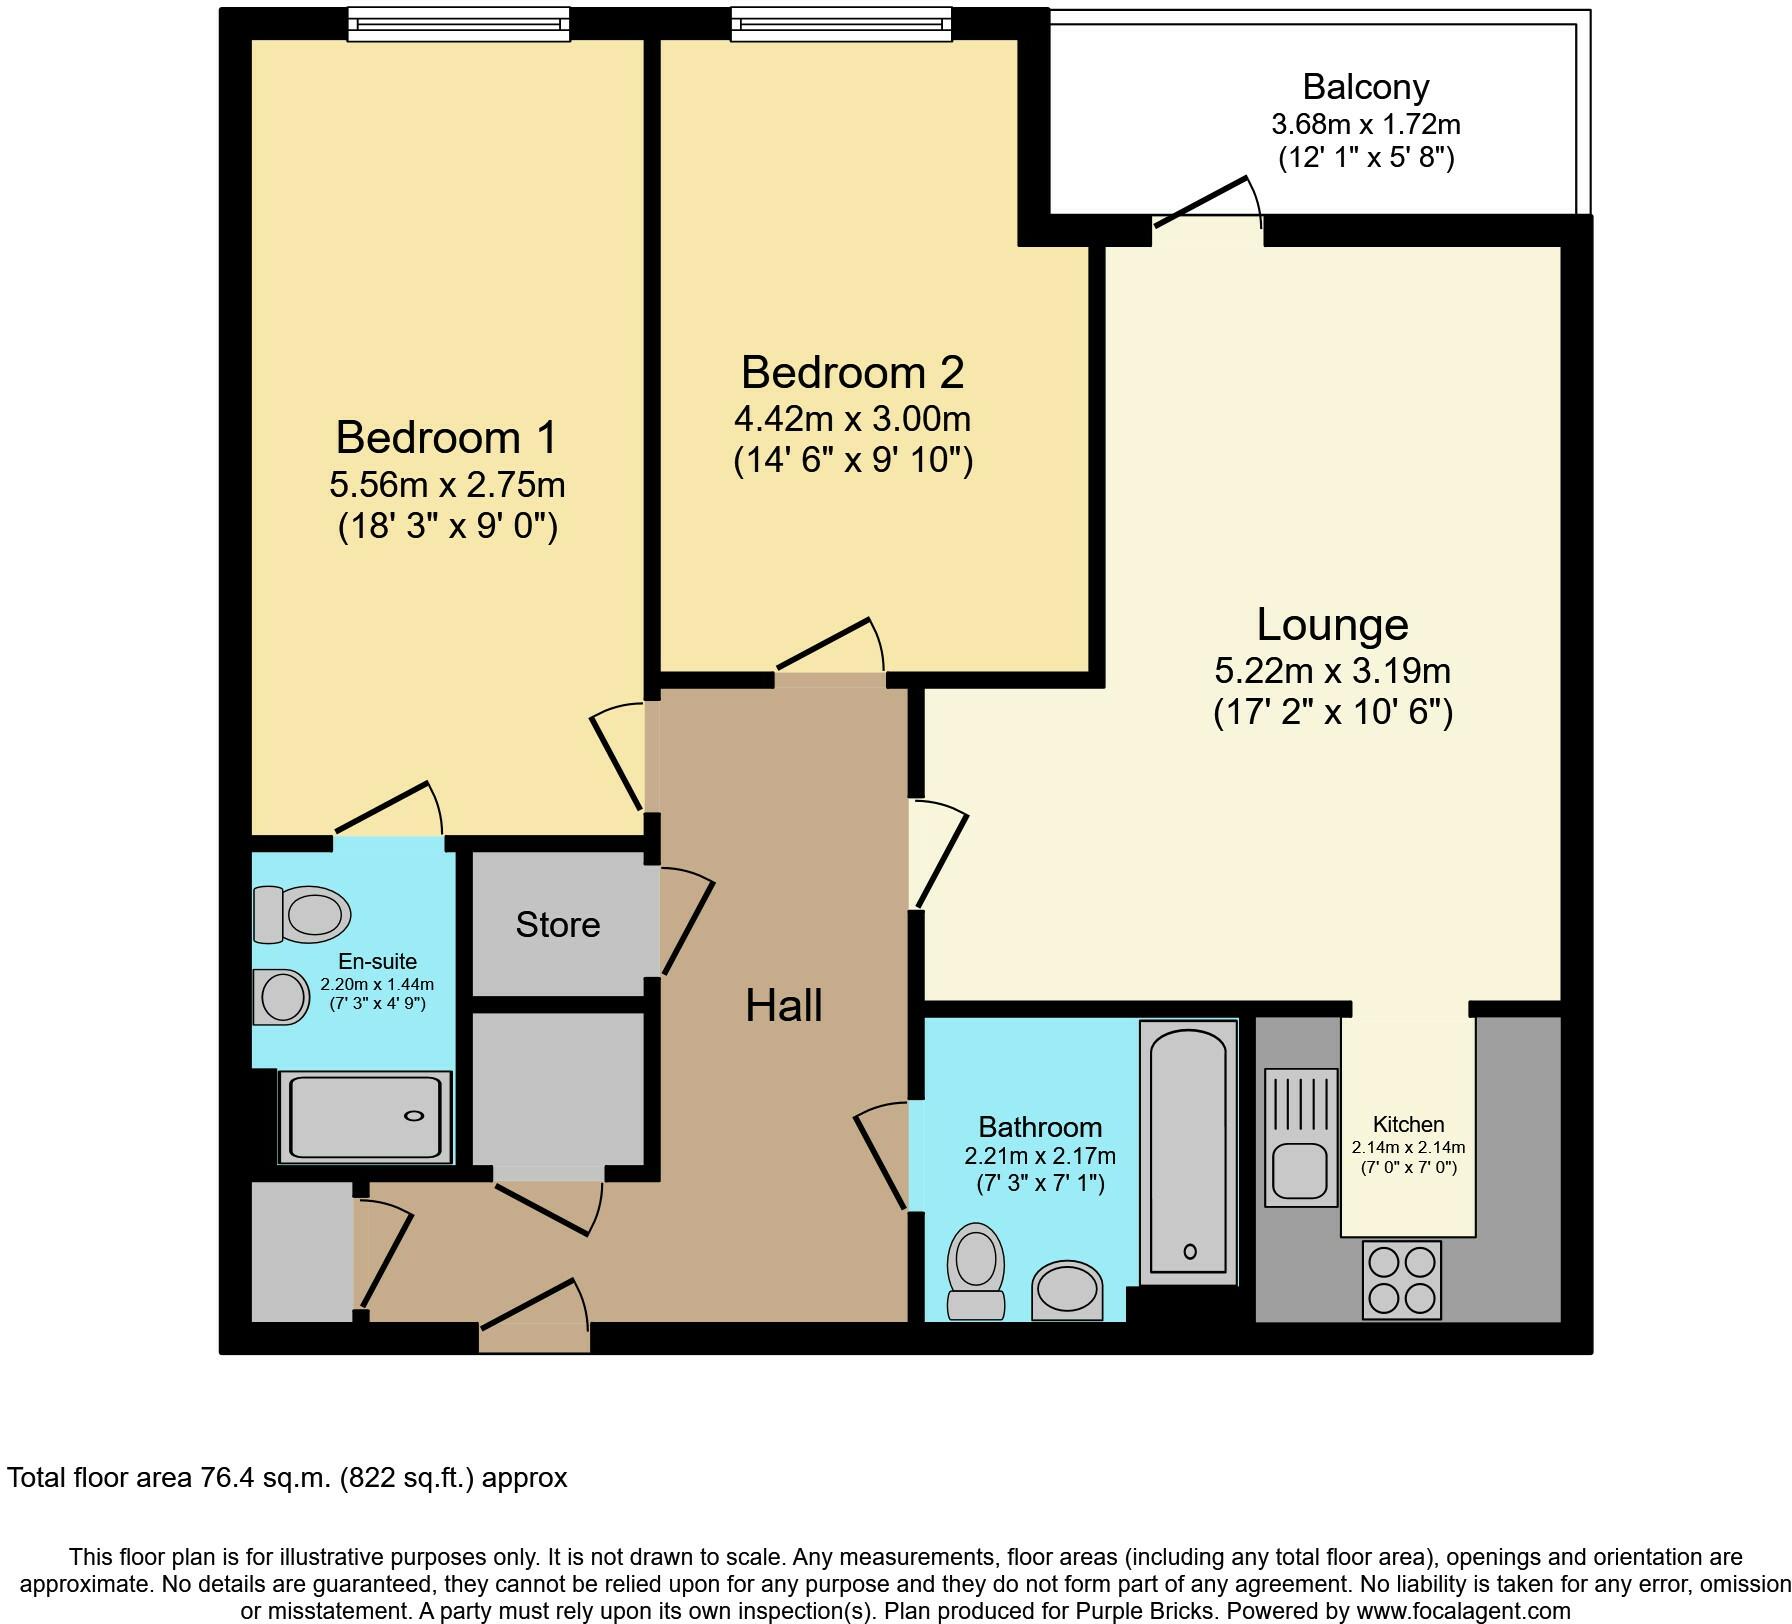 Balcony
3.68m x 1.72m
(12' 1" x 5' 8")
Bedroom 2
4.42m x 3.00m
(14' 6" x 9' 10")
Bedroom 1
5.56m x 2.75m
(18' 3" x 9' 0")
Lounge
5.22m x 3.19m
(17' 2" x 10' 6")
Store
En-suite
2.20m x 1.44m
(7' 3" x 4' 9")
Hall
Bathroom
2.21m x 2.17m
(7' 3" x 7' 1")
Kitchen
2.14m x 2.14m
(7' 0" x 7' 0")
Total floor area 76.4 sq.m. (822 sq.ft.) approx
This floor plan is for illustrative purposes only. It is not drawn to scale. Any measurements, floor areas (including any total floor area), openings and orientation are
approximate. No details are guaranteed, they cannot be relied upon for any purpose and they do not form part of any agreement. No liability is taken for any error, omission
or misstatement. A party must rely upon its own inspection(s). Plan produced for Purple Bricks. Powered by www.focalagent.com